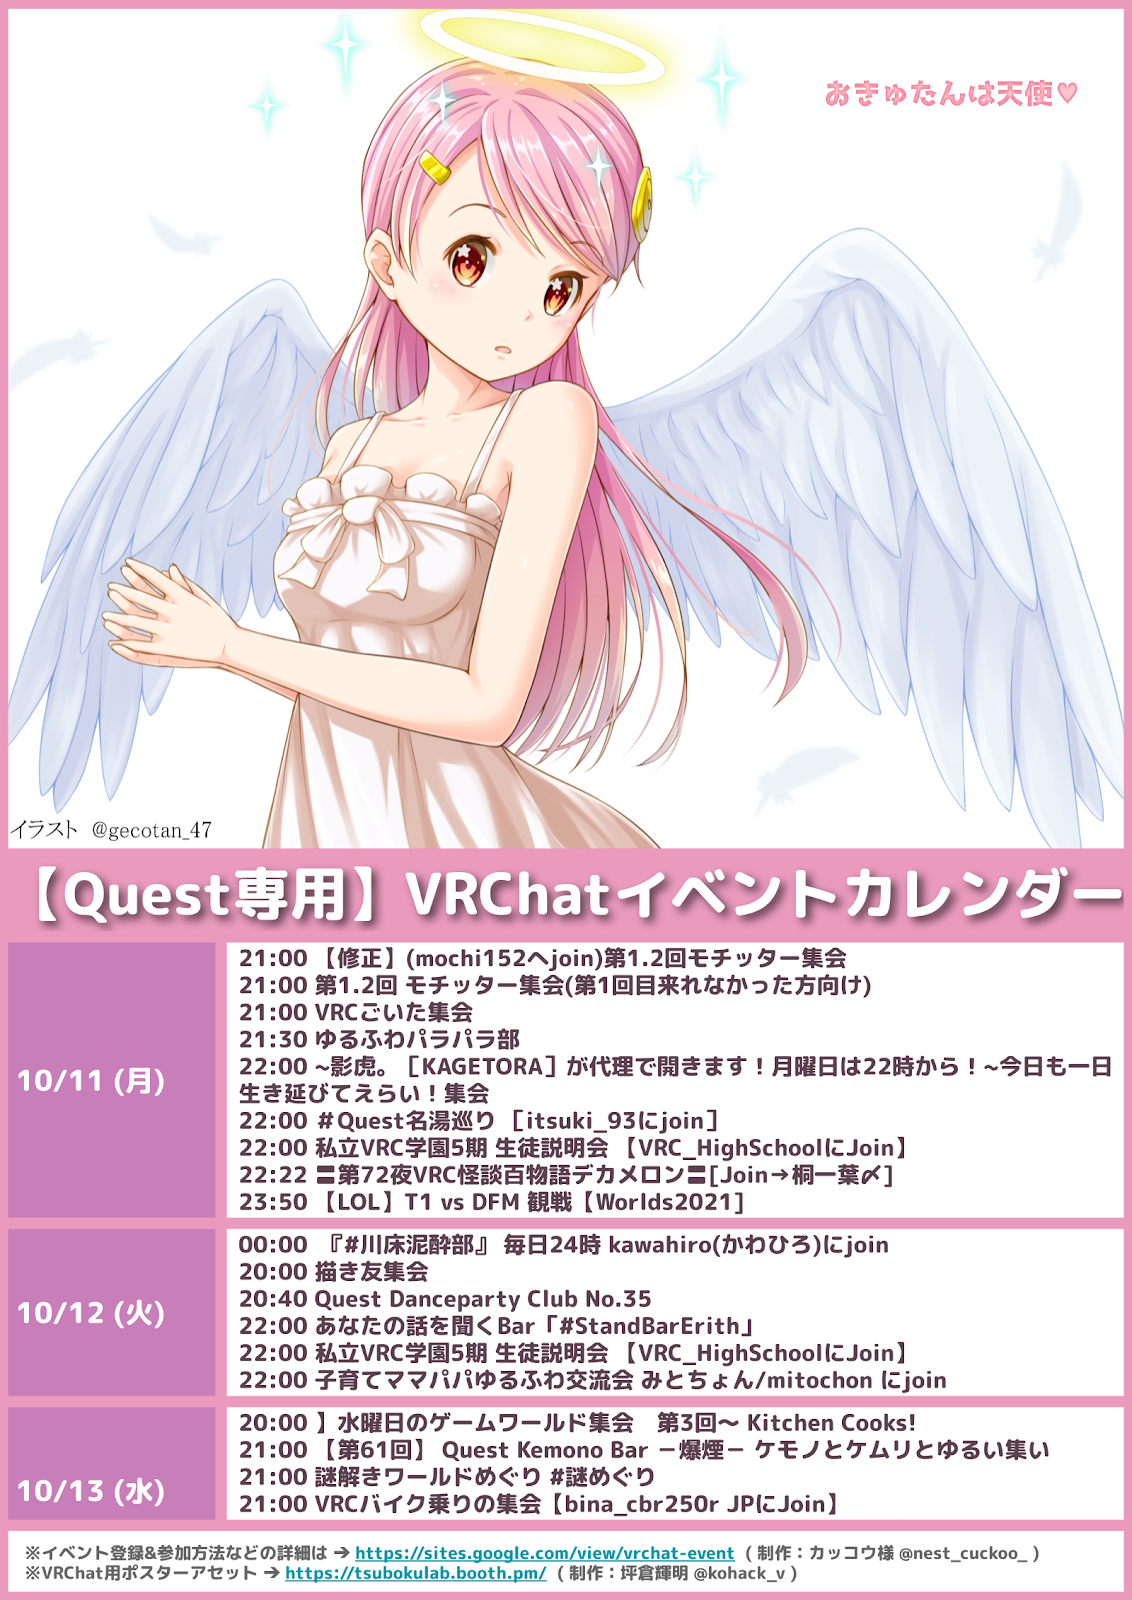 おきゅたんは天使♥
イラスト @gecotan_47
【Quest専用】VRChatイベントカレンダー
10/11 (月)
21:00 【修正】(mochi152へjoin)第1.2回モチッター集会
21:00 第1.2回 モチッター集会(第1回目来れなかった方向け)
21:00 VRCごいた集会
21:30 ゆるふわパラパラ部
22:00 ~影虎。［KAGETORA］が代理で開きます！月曜日は22時から！~今日も一日
生き延びてえらい！集会
22:00 ＃Quest名湯巡り ［itsuki_93にjoin］
22:00 私立VRC学園5期 生徒説明会 【VRC_HighSchoolにJoin】
22:22 〓第72夜VRC怪談百物語デカメロン〓[Join→桐一葉〆]
23:50 【LOL】T1 vs DFM 観戦【Worlds2021]
10/12 (火)
00:00 『#川床泥酔部』 毎日24時 kawahiro(かわひろ)にjoin
20:00 描き友集会
20:40 Quest Danceparty Club No.35
22:00 あなたの話を聞くBar「#StandBarErith」
22:00 私立VRC学園5期 生徒説明会 【VRC_HighSchoolにJoin】
22:00 子育てママパパゆるふわ交流会 みとちょん/mitochon にjoin
10/13 (水)
20:00 】水曜日のゲームワールド集会　第3回～ Kitchen Cooks!
21:00 【第61回】 Quest Kemono Bar －爆煙－ ケモノとケムリとゆるい集い
21:00 謎解きワールドめぐり #謎めぐり
21:00 VRCバイク乗りの集会【bina_cbr250r JPにJoin】
※イベント登録&参加方法などの詳細は → https://sites.google.com/view/vrchat-event ( 制作：カッコウ様 @nest_cuckoo_ )
※VRChat用ポスターアセット → https://tsubokulab.booth.pm/ ( 制作：坪倉輝明 @kohack_v )